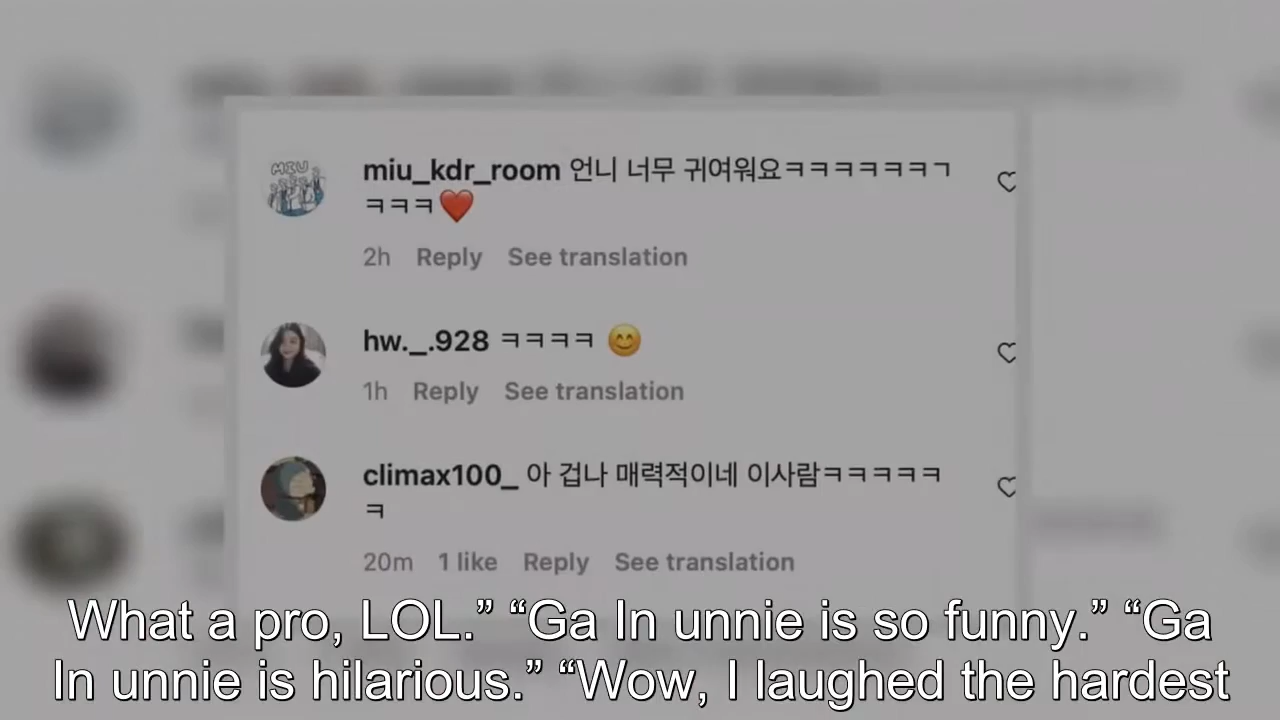 MIU
miu_kdr_room 언니 너무 귀여워요ㅋㅋㅋㅋㅋㅋㄱ
ㅋㅋㅋ❤️
2h Reply See translation
hw._.928 ㅋㅋㅋㅋ 😊
1h Reply See translation
climax100_ 아 겁나 매력적이네 이사람ㅋㅋㅋㅋㅋ
ㅋ
20m 1 like Reply See translation
What a pro, LOL.” “Ga In unnie is so funny.” “Ga
In unnie is hilarious.” “Wow, I laughed the hardest